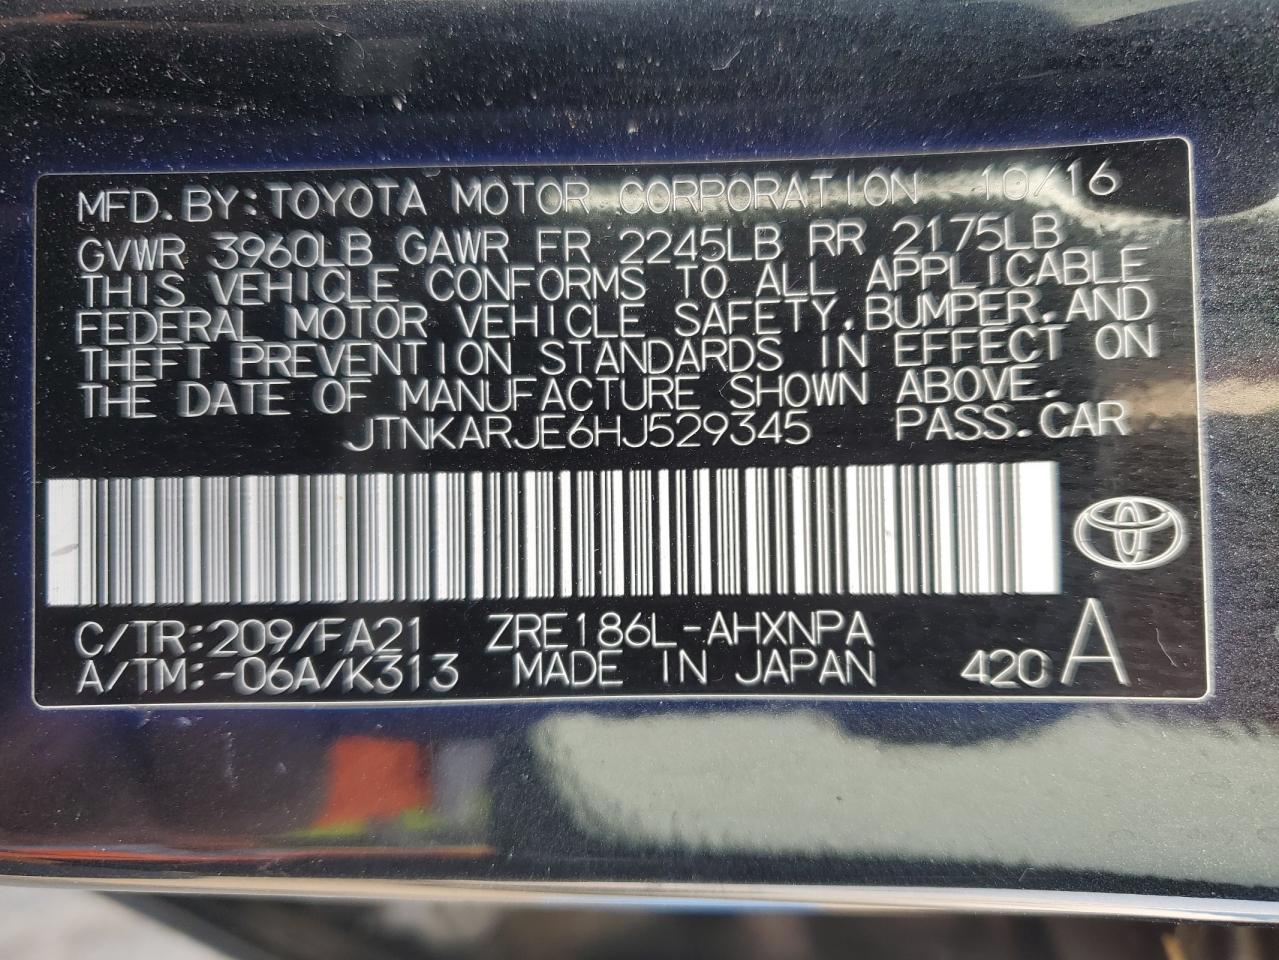 MFD. BY: TOYOTA MOTOR CORPORATION 10/16
GVWR 3960LB GAWR FR 2245LB RR 2175LB
THIS VEHICLE CONFORMS TO ALL APPLICABLE
FEDERAL MOTOR VEHICLE SAFETY, BUMPER, AND
THEFT PREVENTION STANDARDS IN EFFECT ON
THE DATE OF MANUFACTURE SHOWN ABOVE.
JTNKARJE6HJ529345 PASS. CAR
C/TR: 209/FA21 ZRE186L-AHXNPA
A/TM: -06A/K313 MADE IN JAPAN 420 A